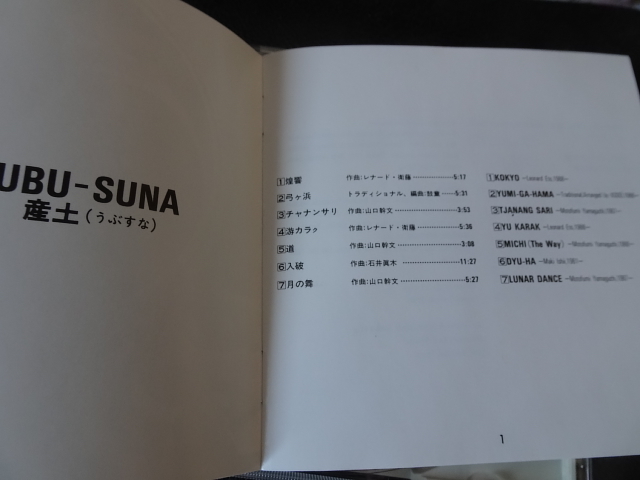 UBU-SUNA
産土(うぶすな)
1 煌響 作曲:レナード・衛藤 5:17
2 弓ヶ浜 トラディショナル、編曲:鼓童 5:31
3 チャナンサリ 作曲:山口幹文 3:53
4 游カラㇰ 作曲:レナード・衛藤 5:36
5 道 作曲:山口幹文 3:08
6 入破 作曲:石井真木 11:27
7 月の舞 作曲:山口幹文 5:27
1 KOKYO
2 YUMI-GA-HAMA
3 TJANANG SARI
4 YU KARAK
5 MICHI (The Way)
6 DYU-HA
7 LUNAR DANCE
1